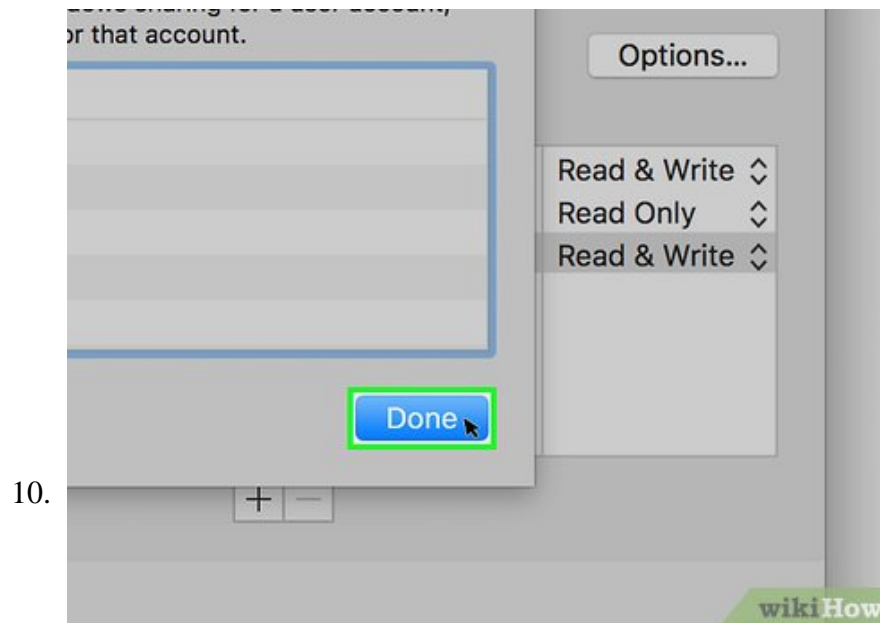 or that account.
Options...
Read & Write
Read Only
Read & Write
Done
10.
+ −
wikiHow